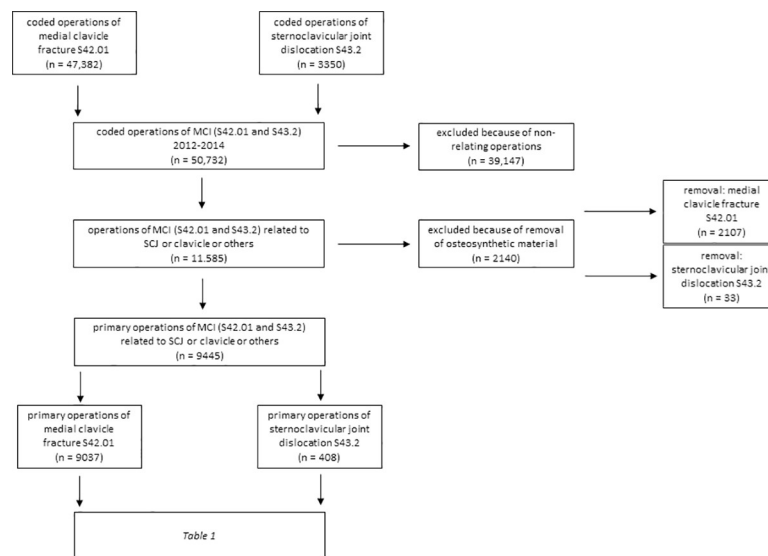 coded operations of
medial clavicle
fracture S42.01
(n = 47,382)
coded operations of
sternoclavicular joint
dislocation S43.2
(n = 3350)
coded operations of MCI (S42.01 and S43.2)
2012-2014
(n = 50,732)
excluded because of non-
relating operations
(n = 39,147)
removal: medial
clavicle fracture
S42.01
(n = 2107)
operations of MCI (S42.01 and S43.2) related to
SCJ or clavicle or others
(n = 11.585)
excluded because of removal
of osteosynthetic material
(n = 2140)
removal:
sternoclavicular joint
dislocation S43.2
(n = 33)
primary operations of MCI (S42.01 and S43.2)
related to SCJ or clavicle or others
(n = 9445)
primary operations of
medial clavicle
fracture S42.01
(n = 9037)
primary operations of
sternoclavicular joint
dislocation S43.2
(n = 408)
Table 1